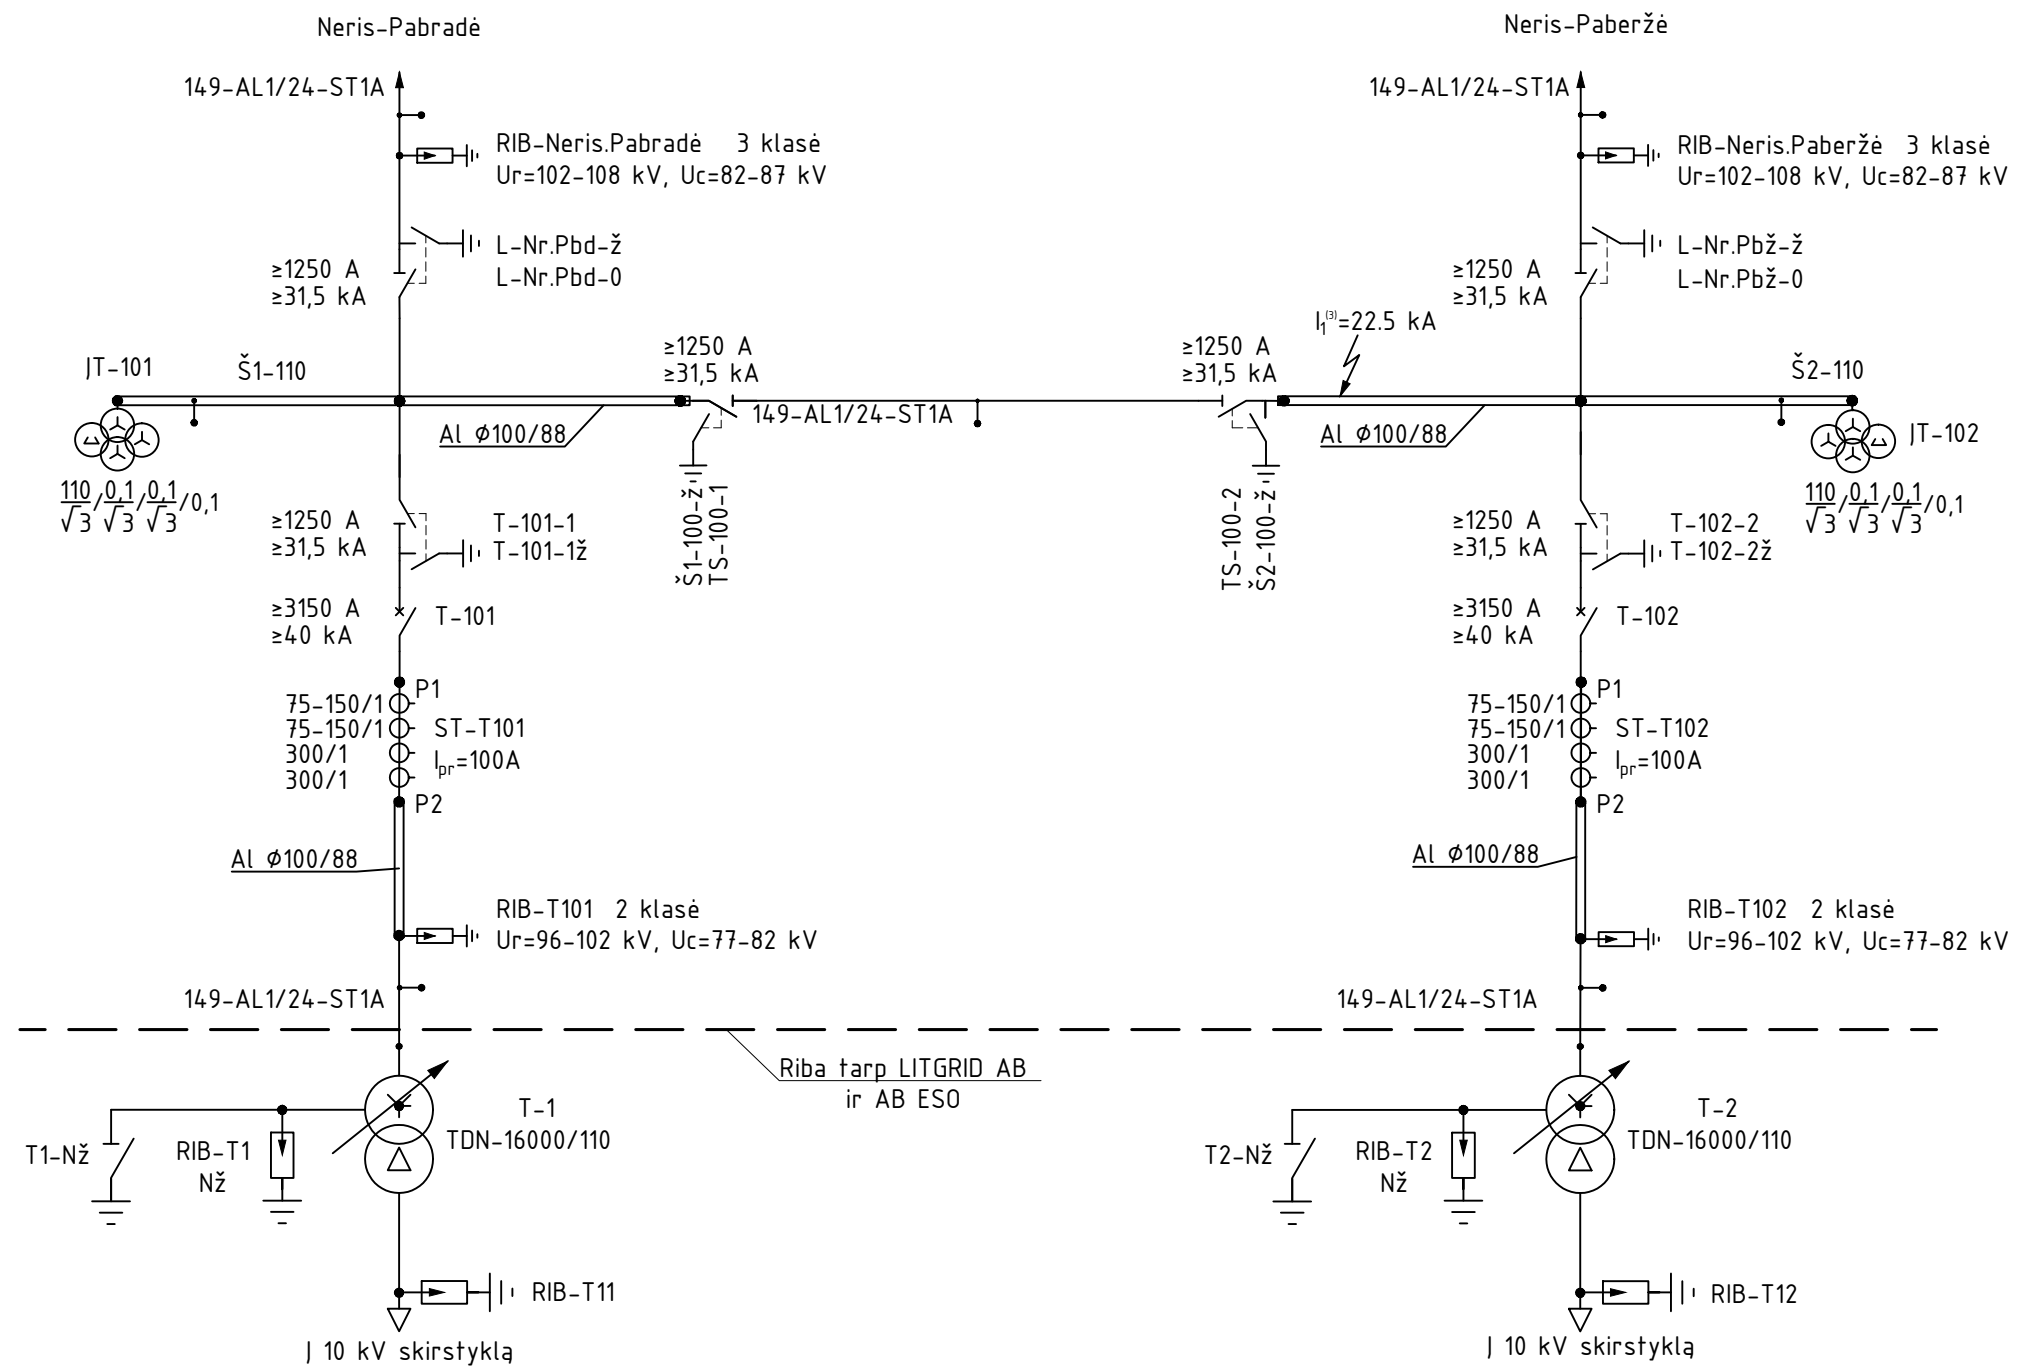 Neris-Pabradė
Neris-Paberžė
149-AL1/24-ST1A
149-AL1/24-ST1A
RIB-Neris.Pabradė 3 klasė
Ur=102-108 kV, Uc=82-87 kV
RIB-Neris.Paberžė 3 klasė
Ur=102-108 kV, Uc=82-87 kV
L-Nr.Pbd-ž
L-Nr.Pbd-0
≥1250 A
≥31,5 kA
L-Nr.Pbž-ž
L-Nr.Pbž-0
≥1250 A
≥31,5 kA
I₁⁽³⁾=22.5 kA
JT-101
Š1-110
≥1250 A
≥31,5 kA
149-AL1/24-ST1A
≥1250 A
≥31,5 kA
Š2-110
JT-102
Al Ø100/88
Al Ø100/88
110/√3/0,1/√3/0,1/√3/0,1
110/√3/0,1/√3/0,1/√3/0,1
Š1-100-ž
TS-100-1
TS-100-2
Š2-100-ž
≥1250 A
≥31,5 kA
T-101-1
T-101-1ž
≥1250 A
≥31,5 kA
T-102-2
T-102-2ž
≥3150 A
≥40 kA
T-101
≥3150 A
≥40 kA
T-102
P1
75-150/1
75-150/1
300/1
300/1
ST-T101
Ipr=100A
P2
P1
75-150/1
75-150/1
300/1
300/1
ST-T102
Ipr=100A
P2
Al Ø100/88
Al Ø100/88
RIB-T101 2 klasė
Ur=96-102 kV, Uc=77-82 kV
RIB-T102 2 klasė
Ur=96-102 kV, Uc=77-82 kV
149-AL1/24-ST1A
149-AL1/24-ST1A
Riba tarp LITGRID AB
ir AB ESO
T-1
TDN-16000/110
T1-Nž
RIB-T1
Nž
T-2
TDN-16000/110
T2-Nž
RIB-T2
Nž
RIB-T11
RIB-T12
Į 10 kV skirstyklą
Į 10 kV skirstyklą